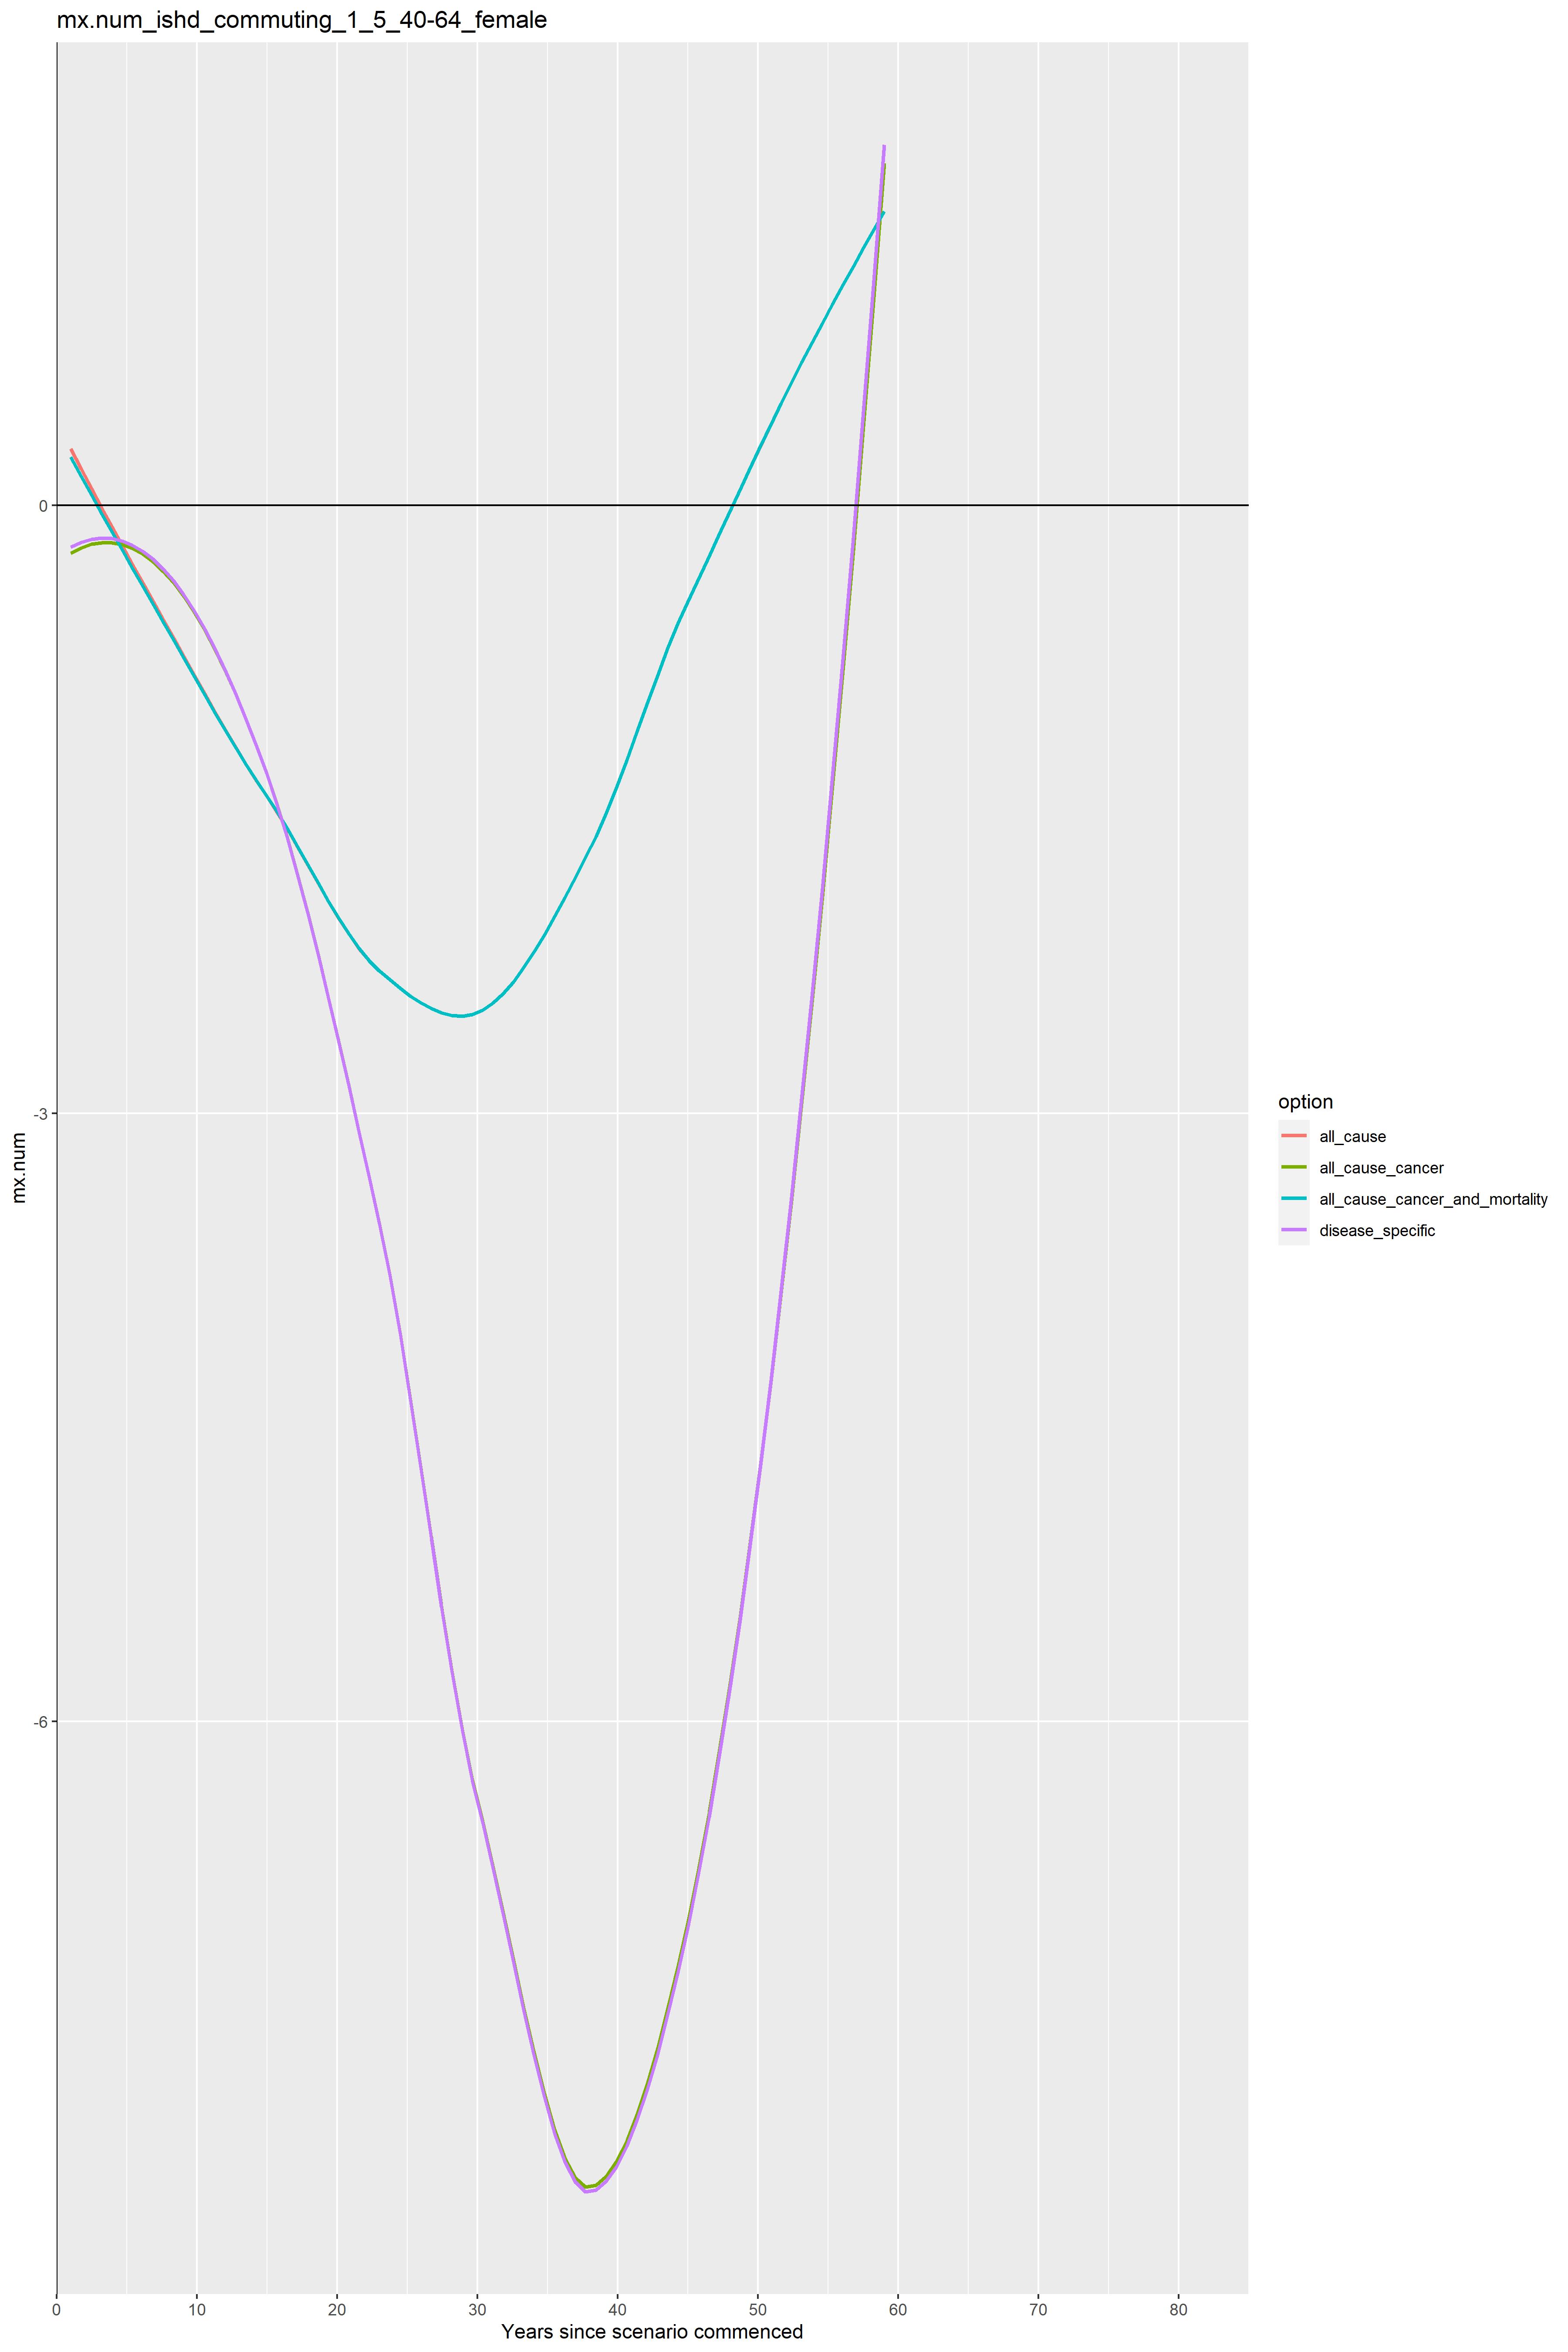 mx.num_ishd_commuting_1_5_40-64_female
0
-3
-6
mx.num
0 10 20 30 40 50 60 70 80
Years since scenario commenced
option
all_cause
all_cause_cancer
all_cause_cancer_and_mortality
disease_specific